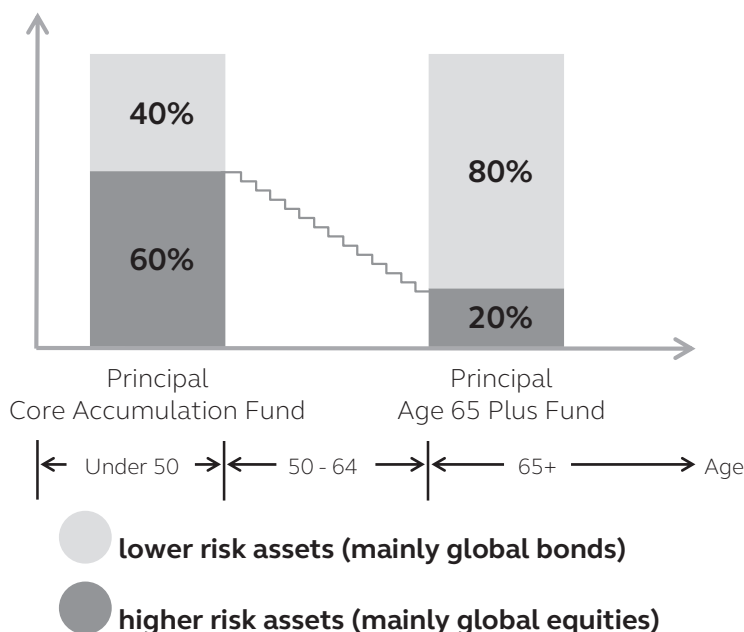 40%
60%
80%
20%
Principal
Core Accumulation Fund
Principal
Age 65 Plus Fund
Under 50
50 - 64
65+
Age
lower risk assets (mainly global bonds)
higher risk assets (mainly global equities)